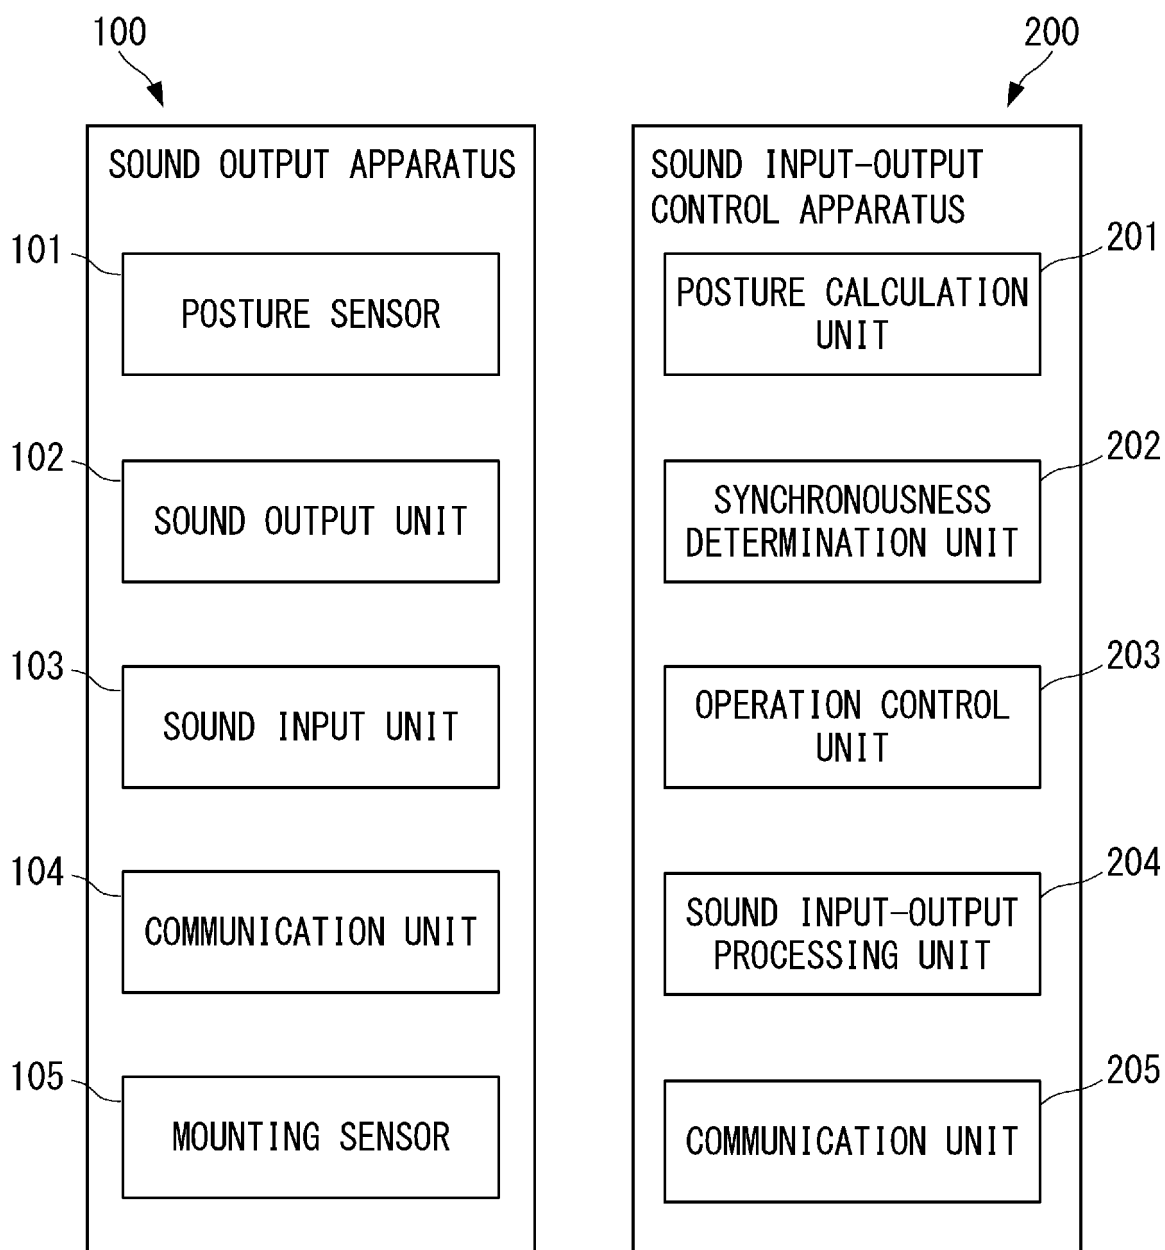 100
SOUND OUTPUT APPARATUS
101
POSTURE SENSOR
102
SOUND OUTPUT UNIT
103
SOUND INPUT UNIT
104
COMMUNICATION UNIT
105
MOUNTING SENSOR
200
SOUND INPUT-OUTPUT
CONTROL APPARATUS
201
POSTURE CALCULATION
UNIT
202
SYNCHRONOUSNESS
DETERMINATION UNIT
203
OPERATION CONTROL
UNIT
204
SOUND INPUT-OUTPUT
PROCESSING UNIT
205
COMMUNICATION UNIT